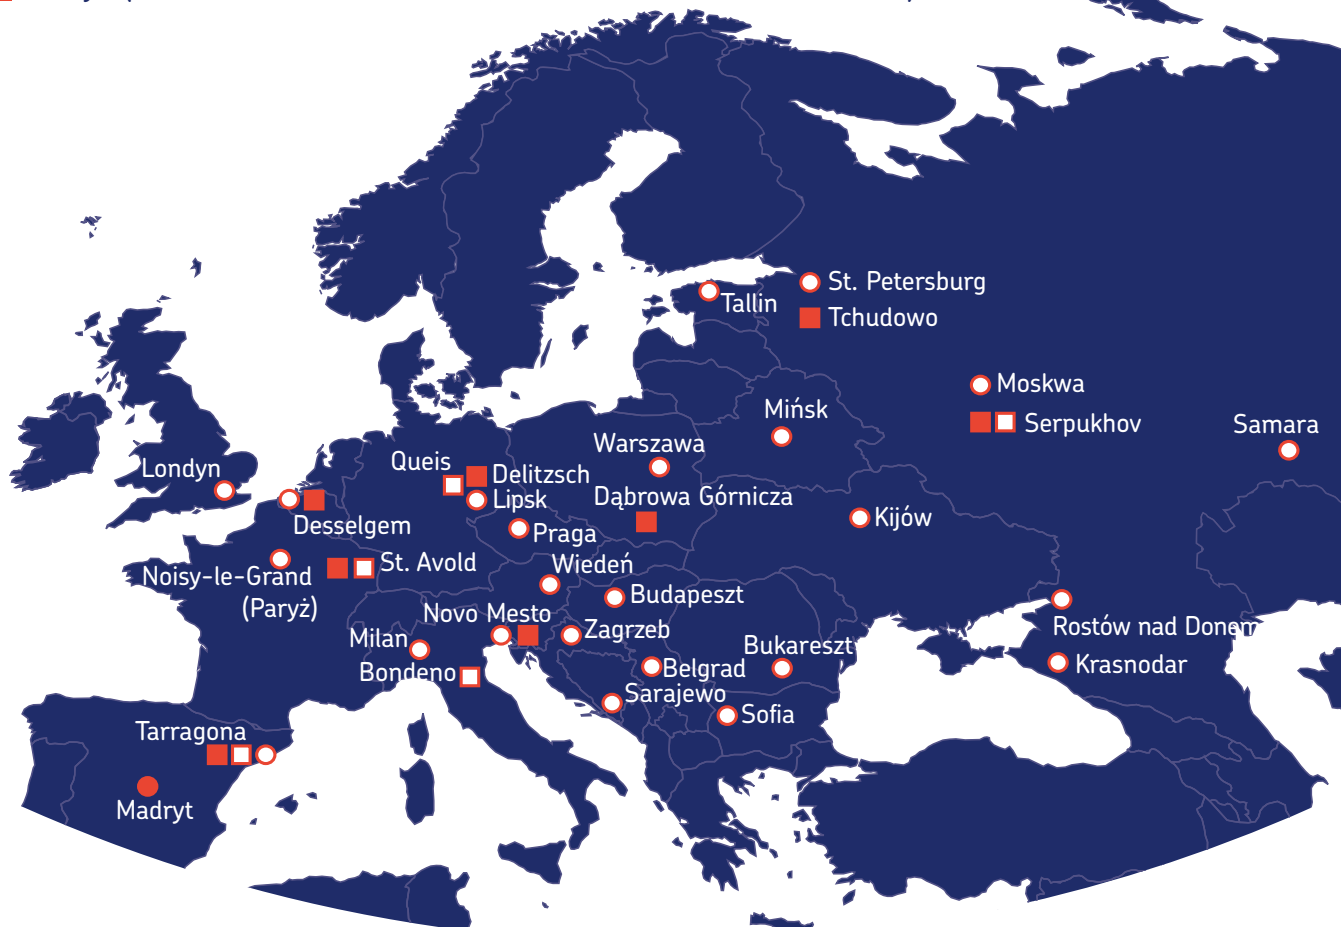 St. Petersburg
Tallin
Tchudowo
Moskwa
Mińsk
Serpukhov
Samara
Warszawa
Queis
Londyn
Delitzsch
Dąbrowa Górnicza
Lipsk
Desselgem
Kijów
Praga
St. Avold
Wiedeń
Noisy-le-Grand
(Paryż)
Budapeszt
Novo Mesto
Zagrzeb
Rostów nad Donem
Milan
Bukareszt
Krasnodar
Bondeno
Belgrad
Sarajewo
Sofia
Tarragona
Madryt